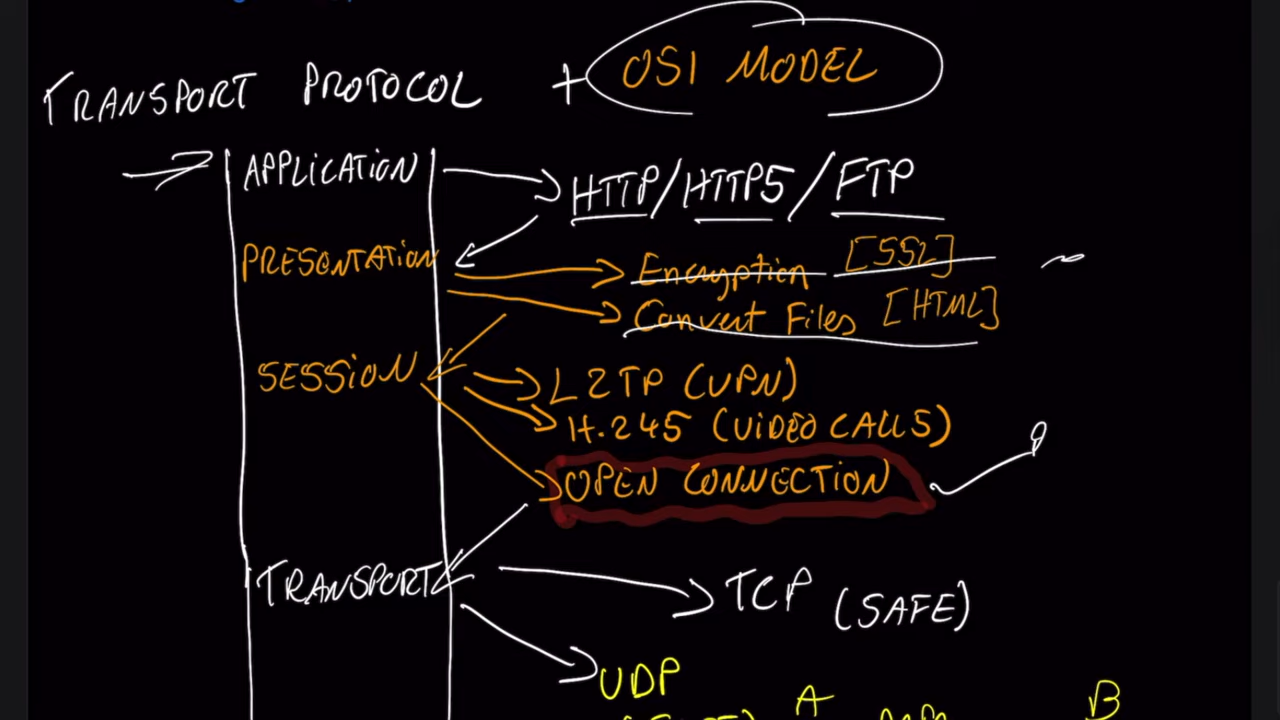 TRANSPORT PROTOCOL + OSI MODEL
APPLICATION HTTP/HTTPS/FTP
PRESENTATION Encryption [SSL]
Convert Files [HTML]
SESSION L2TP (VPN)
H.245 (VIDEO CALLS)
OPEN CONNECTION
TRANSPORT TCP (SAFE)
UDP
A B